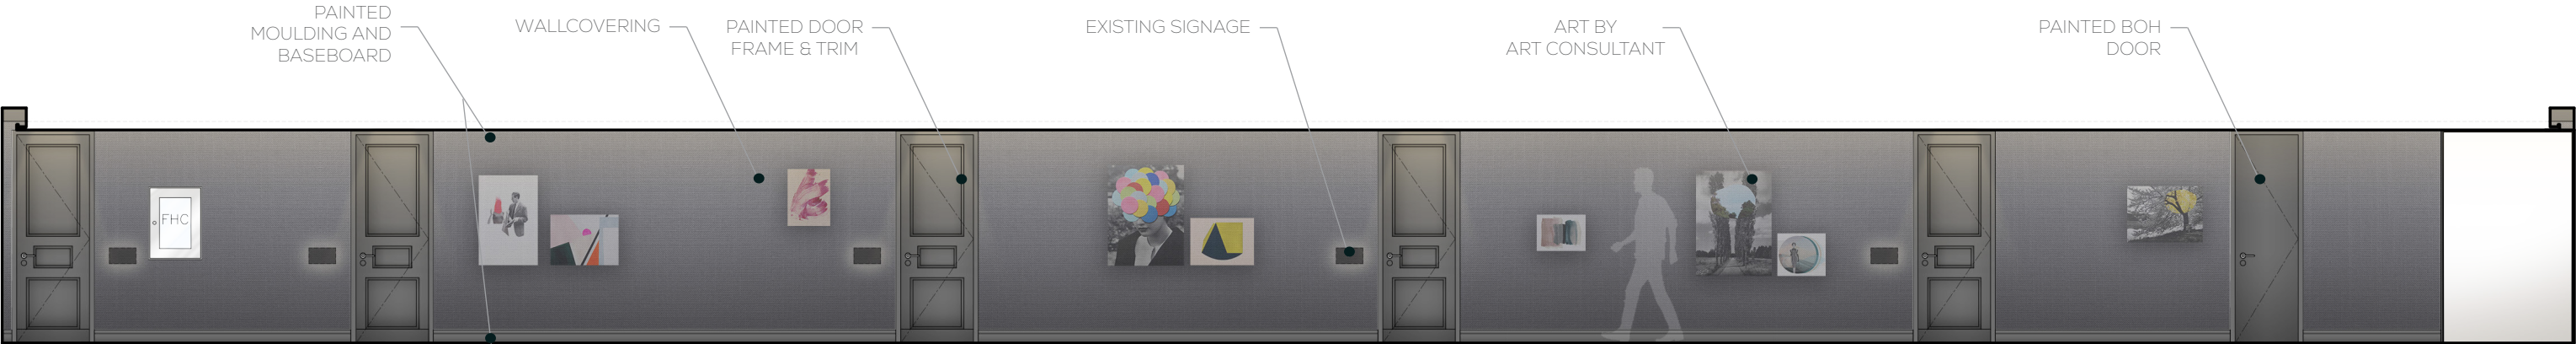 PAINTED
MOULDING AND
BASEBOARD
WALLCOVERING
PAINTED DOOR
FRAME & TRIM
EXISTING SIGNAGE
ART BY
ART CONSULTANT
PAINTED BOH
DOOR
FHC